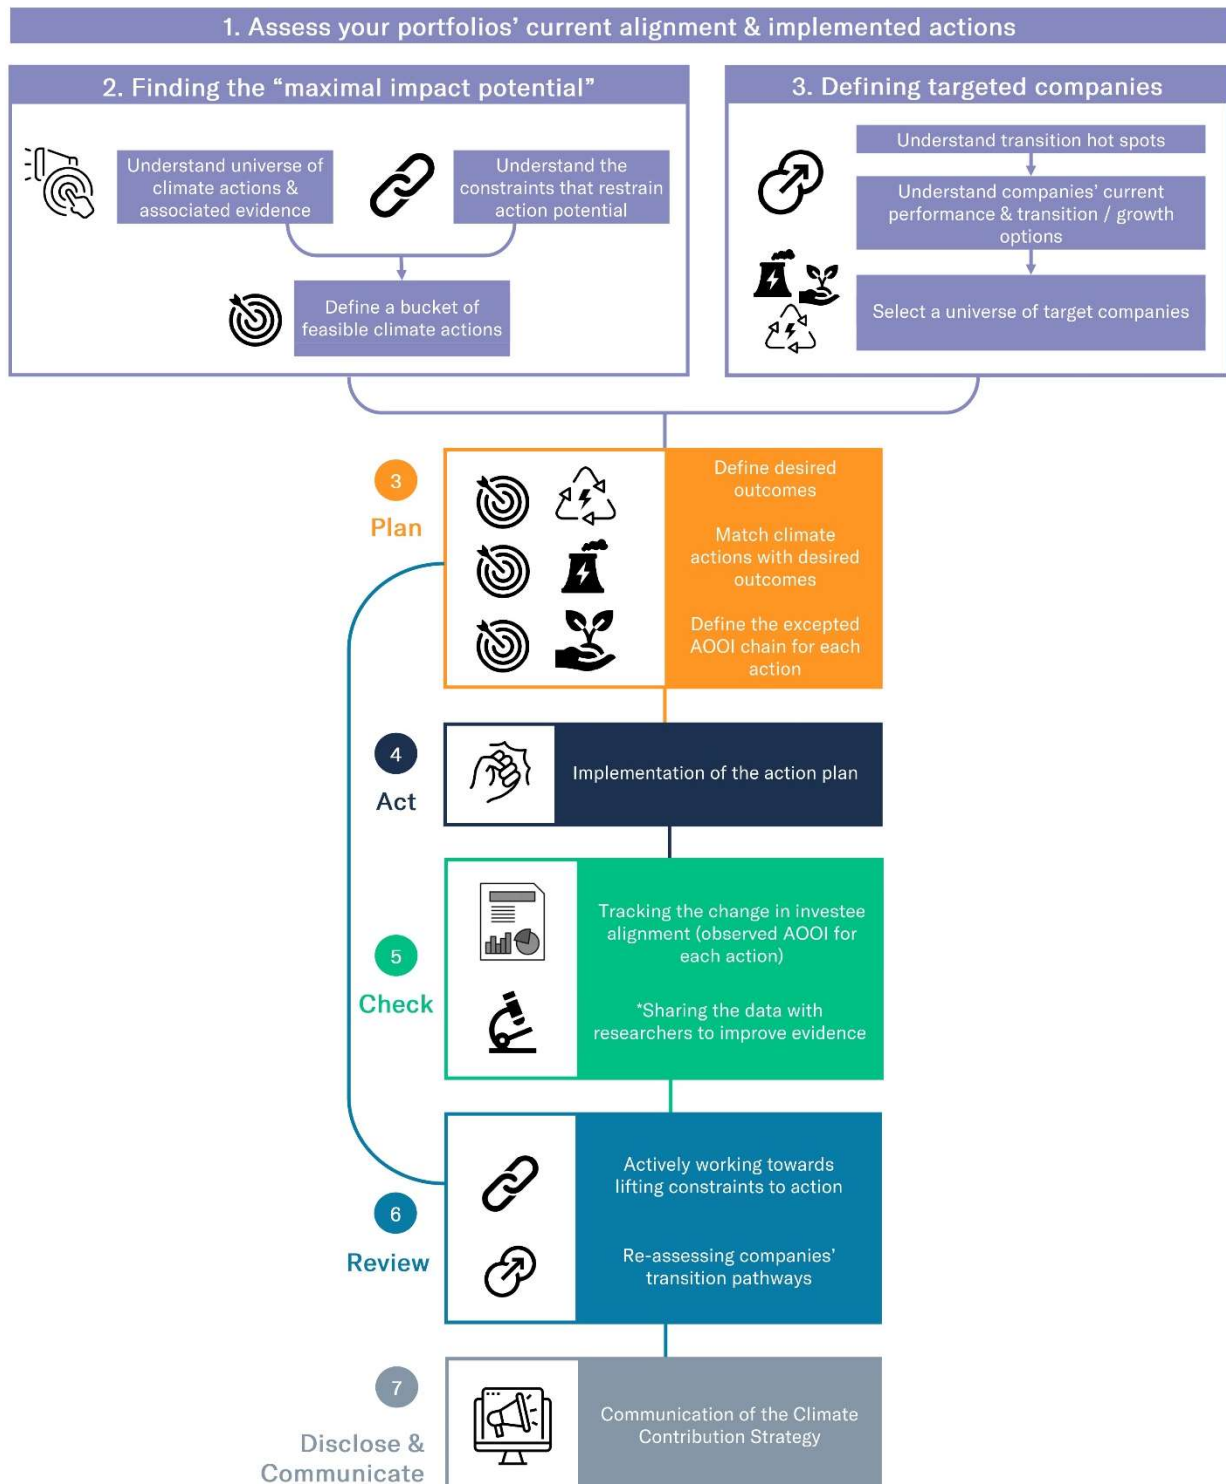 1. Assess your portfolios’ current alignment & implemented actions
2. Finding the “maximal impact potential”
Understand universe of
climate actions &
associated evidence
Understand the
constraints that restrain
action potential
Define a bucket of
feasible climate actions
3. Defining targeted companies
Understand transition hot spots
Understand companies’ current
performance & transition / growth
options
Select a universe of target companies
3
Plan
Define desired
outcomes
Match climate
actions with desired
outcomes
Define the excepted
AOOI chain for each
action
4
Act
Implementation of the action plan
5
Check
Tracking the change in investee
alignment (observed AOOI for
each action)
*Sharing the data with
researchers to improve evidence
6
Review
Actively working towards
lifting constraints to action
Re-assessing companies’
transition pathways
7
Disclose &
Communicate
Communication of the Climate
Contribution Strategy